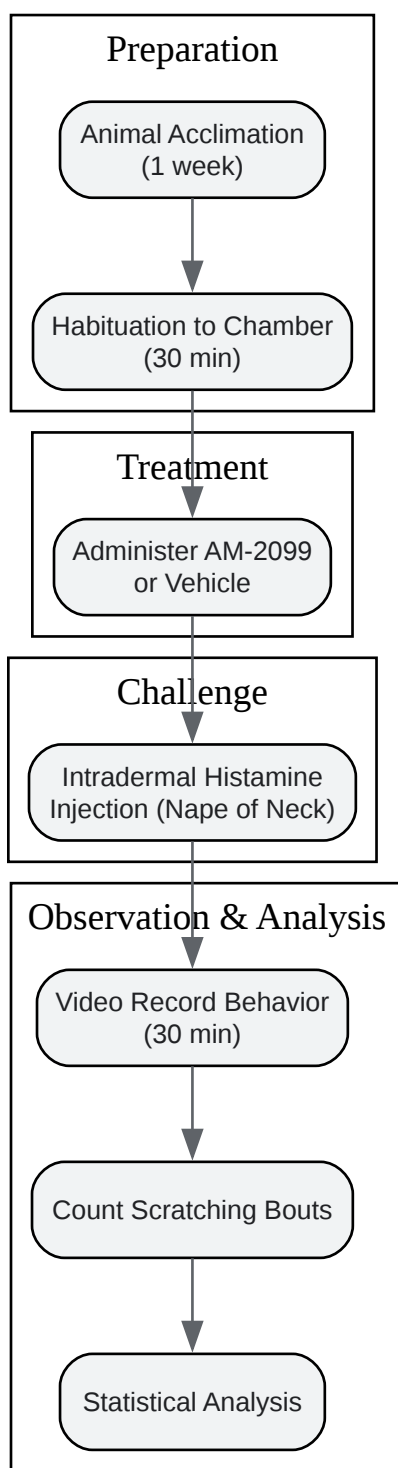 Preparation
Animal Acclimation
(1 week)
Habituation to Chamber
(30 min)
Treatment
Administer AM-2099
or Vehicle
Challenge
Intradermal Histamine
Injection (Nape of Neck)
Observation & Analysis
Video Record Behavior
(30 min)
Count Scratching Bouts
Statistical Analysis